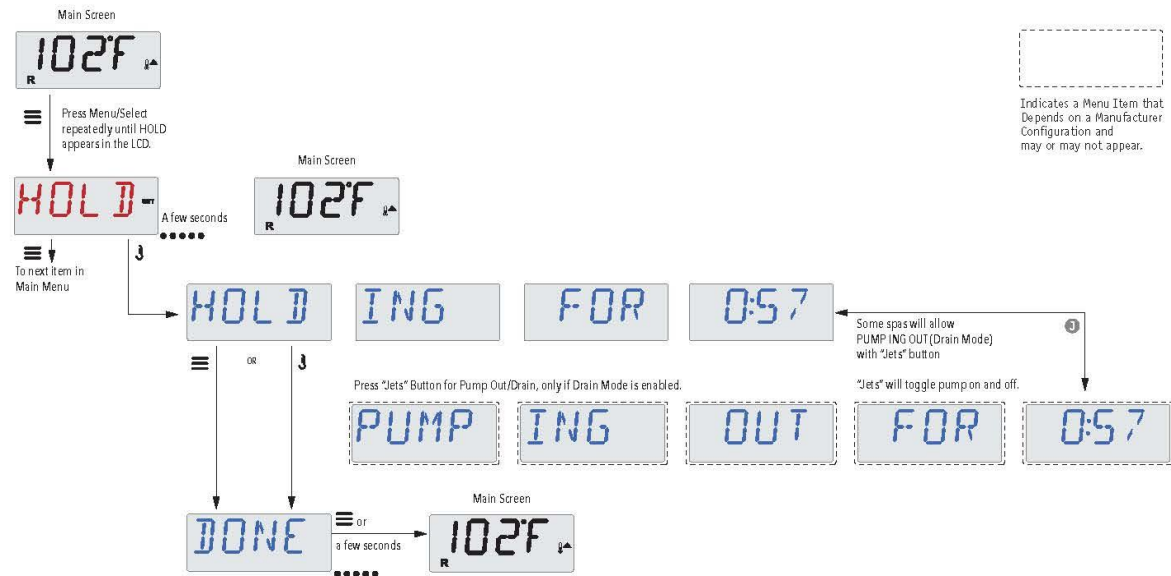 Main Screen
102°F
R
Press Menu/Select
repeatedly until HOLD
appears in the LCD.
Indicates a Menu Item that
Depends on a Manufacturer
Configuration and
may or may not appear.
HOLD
SET
A few seconds
Main Screen
102°F
R
To next item in
Main Menu
HOLD
ING
FOR
0:57
OR
Some spas will allow
PUMP ING OUT (Drain Mode)
with "Jets" button
J
Press "Jets" Button for Pump Out/Drain, only if Drain Mode is enabled.
"Jets" will toggle pump on and off.
PUMP
ING
OUT
FOR
0:57
DONE
or
a few seconds
Main Screen
102°F
R